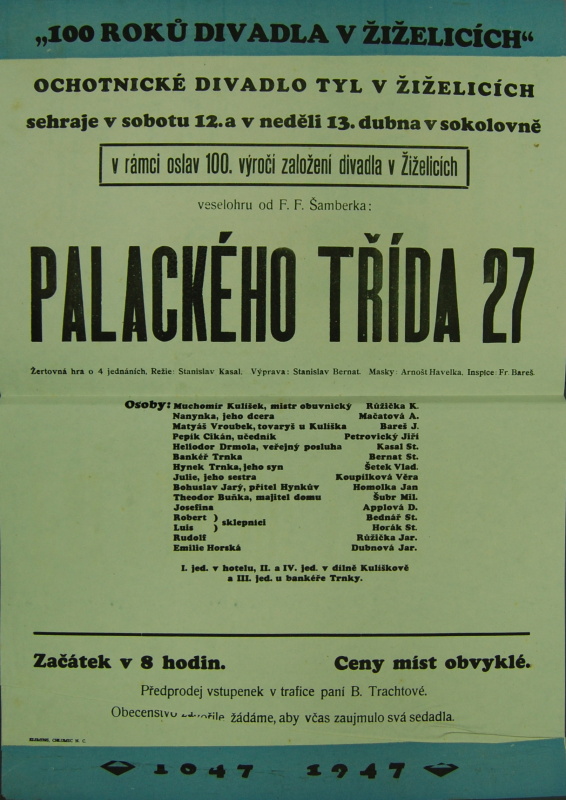 „100 ROKŮ DIVADLA V ŽIŽELICÍCH“
OCHOTNICKÉ DIVADLO TYL V ŽIŽELICÍCH
sehraje v sobotu 12. a v neděli 13. dubna v sokolovně
v rámci oslav 100. výročí založení divadla v Žiželicích
veselohru od F. F. Šamberka:
PALACKÉHO TŘÍDA 27
Žertovná hra o 4 jednáních, Režie: Stanislav Kasal. Výprava: Stanislav Bernat. Masky: Arnošt Havelka, Inspice: Fr. Bareš.
Osoby: Muchomír Kulíšek, mistr obuvnický Růžička K.
Nanynka, jeho dcera Mačatová A.
Matyáš Vroubek, tovaryš u Kulíška Bareš J.
Pepík Cikán, učedník Petrovický Jiří
Heliodor Drmola, veřejný posluha Kasal St.
Bankéř Trnka Bernat St.
Hynek Trnka, jeho syn Šetek Vlad.
Julie, jeho sestra Koupilková Věra
Bohuslav Jarý, přítel Hynkův Homolka Jan
Theodor Buňka, majitel domu Šubr Mil.
Josefina Applová D.
Robert ) sklepníci Bednář St.
Luis ) Horák St.
Rudolf Růžička Jar.
Emilie Horská Dubnová Jar.
I. jed. v hotelu, II. a IV. jed. v dílně Kulíškově
a III. jed. u bankéře Trnky.
Začátek v 8 hodin. Ceny míst obvyklé.
Předprodej vstupenek v trafice paní B. Trachtové.
Obecenstvo žádáme, aby včas zaujmulo svá sedadla.
CHLUMEC N. C.
1847 - 1947